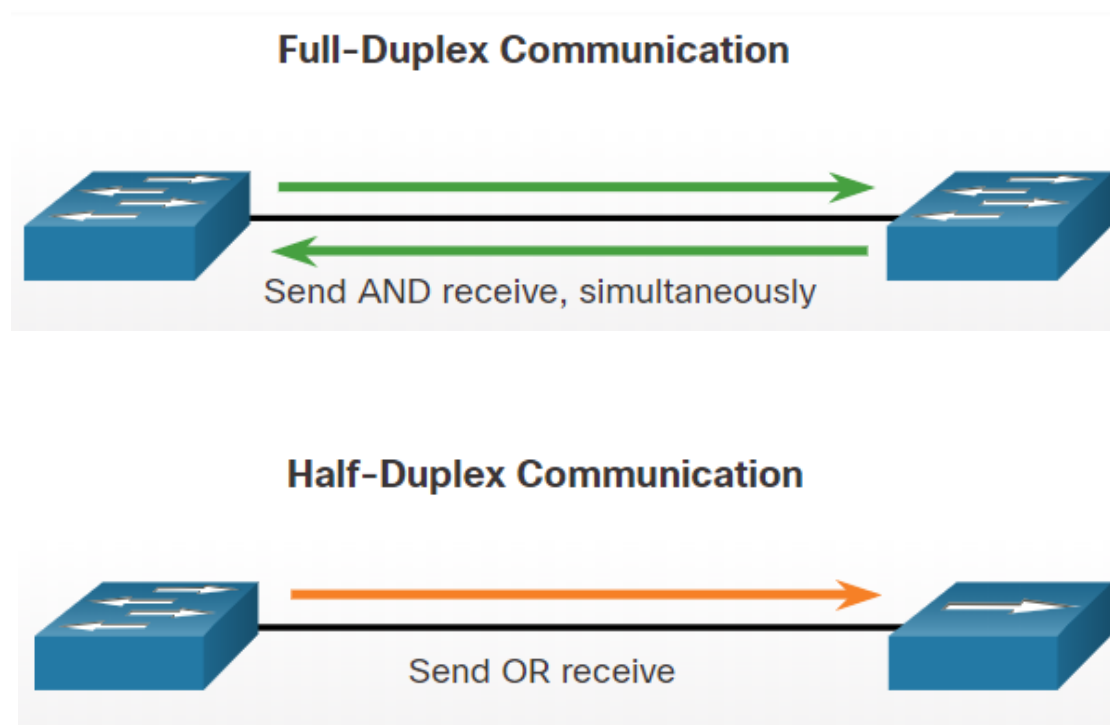 Full-Duplex Communication
Send AND receive, simultaneously
Half-Duplex Communication
Send OR receive